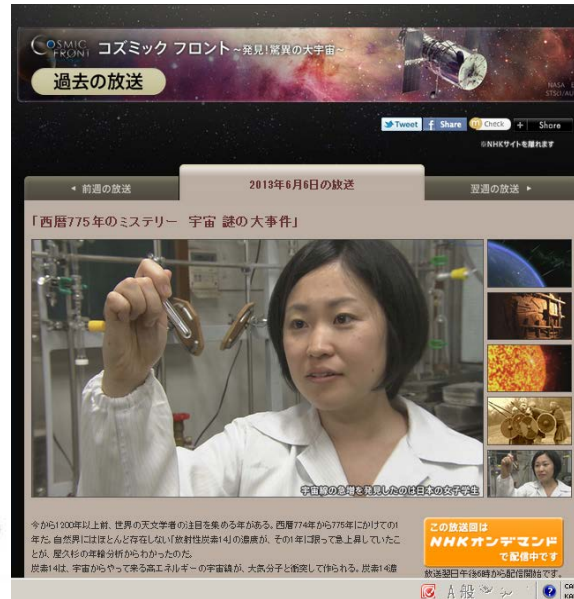 COSMIC FRONT コズミック フロント～発見!驚異の大宇宙～
過去の放送
NASA
Tweet f Share Check + Share
※NHKサイトを離れます
前週の放送
2013年6月6日の放送
翌週の放送
「西暦775年のミステリー 宇宙 謎の大事件」
宇宙線の急増を発見したのは日本の女子学生
今から1200年以上前、世界の天文学者の注目を集める年がある。西暦774年から775年にかけての1
年だ。自然界にはほとんど存在しない「放射性炭素14」の濃度が、その1年に限って急上昇していたこ
とが、屋久杉の年輪分析からわかったのだ。
炭素14は、宇宙からやって来る高エネルギーの宇宙線が、大気分子と衝突して作られる。炭素14濃
この放送回は
NHKオンデマンド
で配信中です
放送翌日午後6時から配信開始です。
A 般